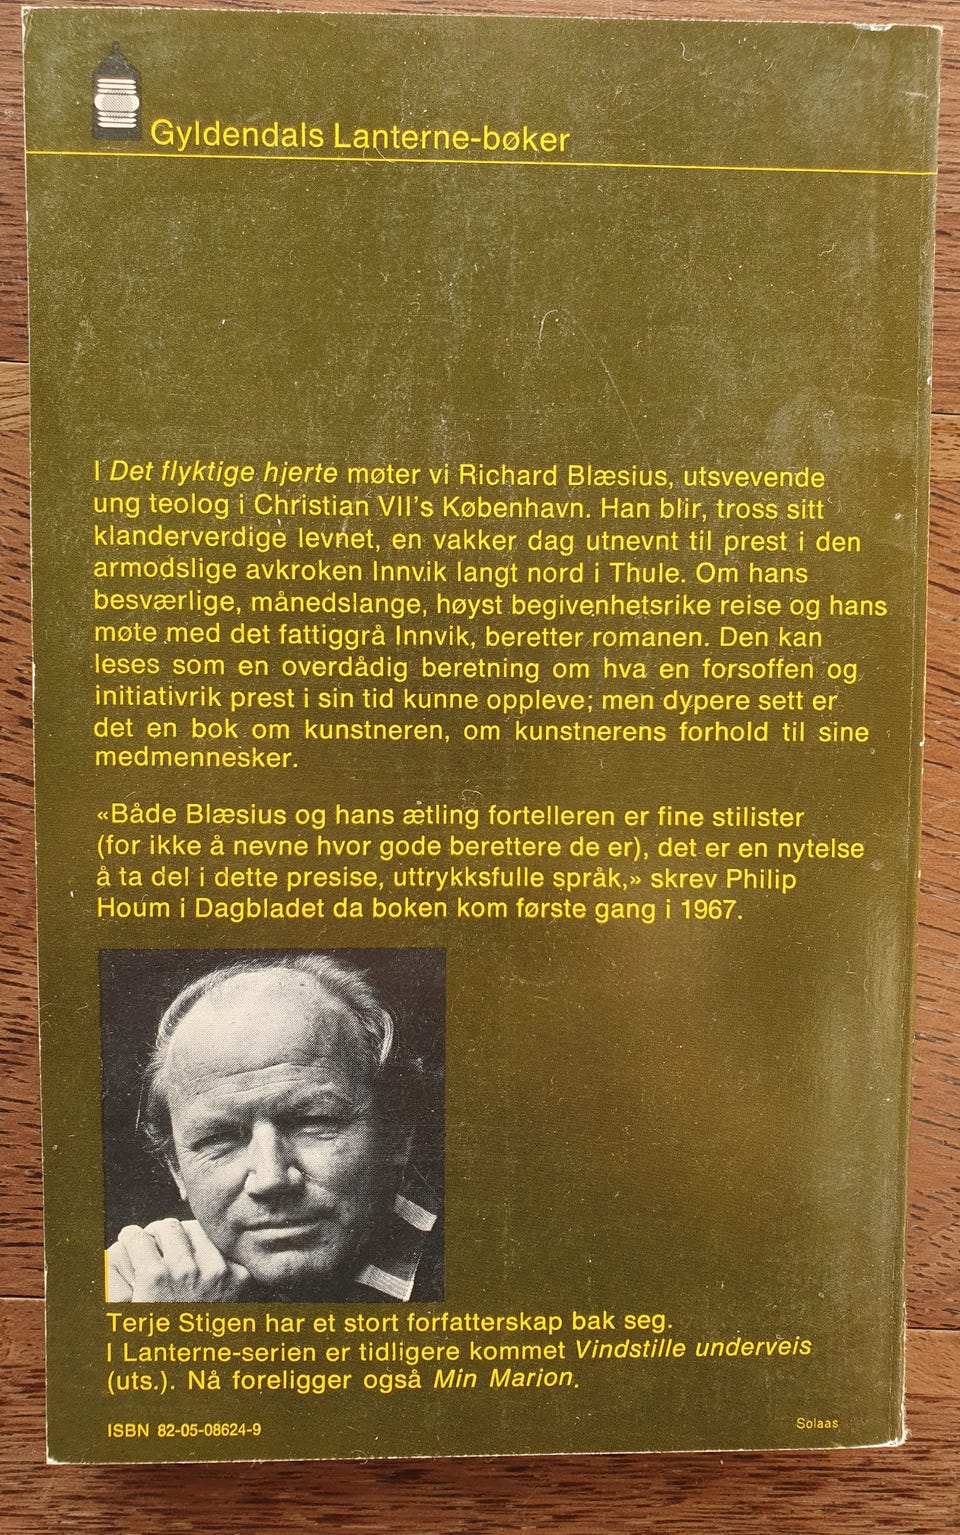 Gyldendals Lanterne-bøker
I Det flyktige hjerte møter vi Richard Blæsius, utsvevende
ung teolog i Christian VII's København. Han blir, tross sitt
klanderverdige levnet, en vakker dag utnevnt til prest i den
armodslige avkroken Innvik langt nord i Thule. Om hans
besværlige, månedslange, høyst begivenhetsrike reise og hans
møte med det fattiggrå Innvik, beretter romanen. Den kan
leses som en overdådig beretning om hva en forsoffen og
initiativrik prest i sin tid kunne oppleve; men dypere sett er
det en bok om kunstneren, om kunstnerens forhold til sine
medmennesker.
«Både Blæsius og hans ætling fortelleren er fine stilister
(for ikke å nevne hvor gode berettere de er), det er en nytelse
å ta del i dette presise, uttrykksfulle språk,» skrev Philip
Houm i Dagbladet da boken kom første gang i 1967.
Terje Stigen har et stort forfatterskap bak seg.
I Lanterne-serien er tidligere kommet Vindstille underveis
(uts.). Nå foreligger også Min Marion.
ISBN 82-05-08624-9
Solaas